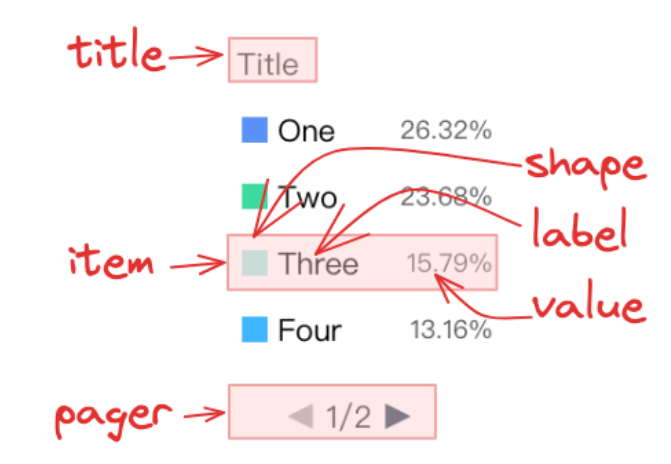 title
Title
One 26.32%
shape
Two 23.68%
label
item
Three 15.79%
value
Four 13.16%
pager
1/2